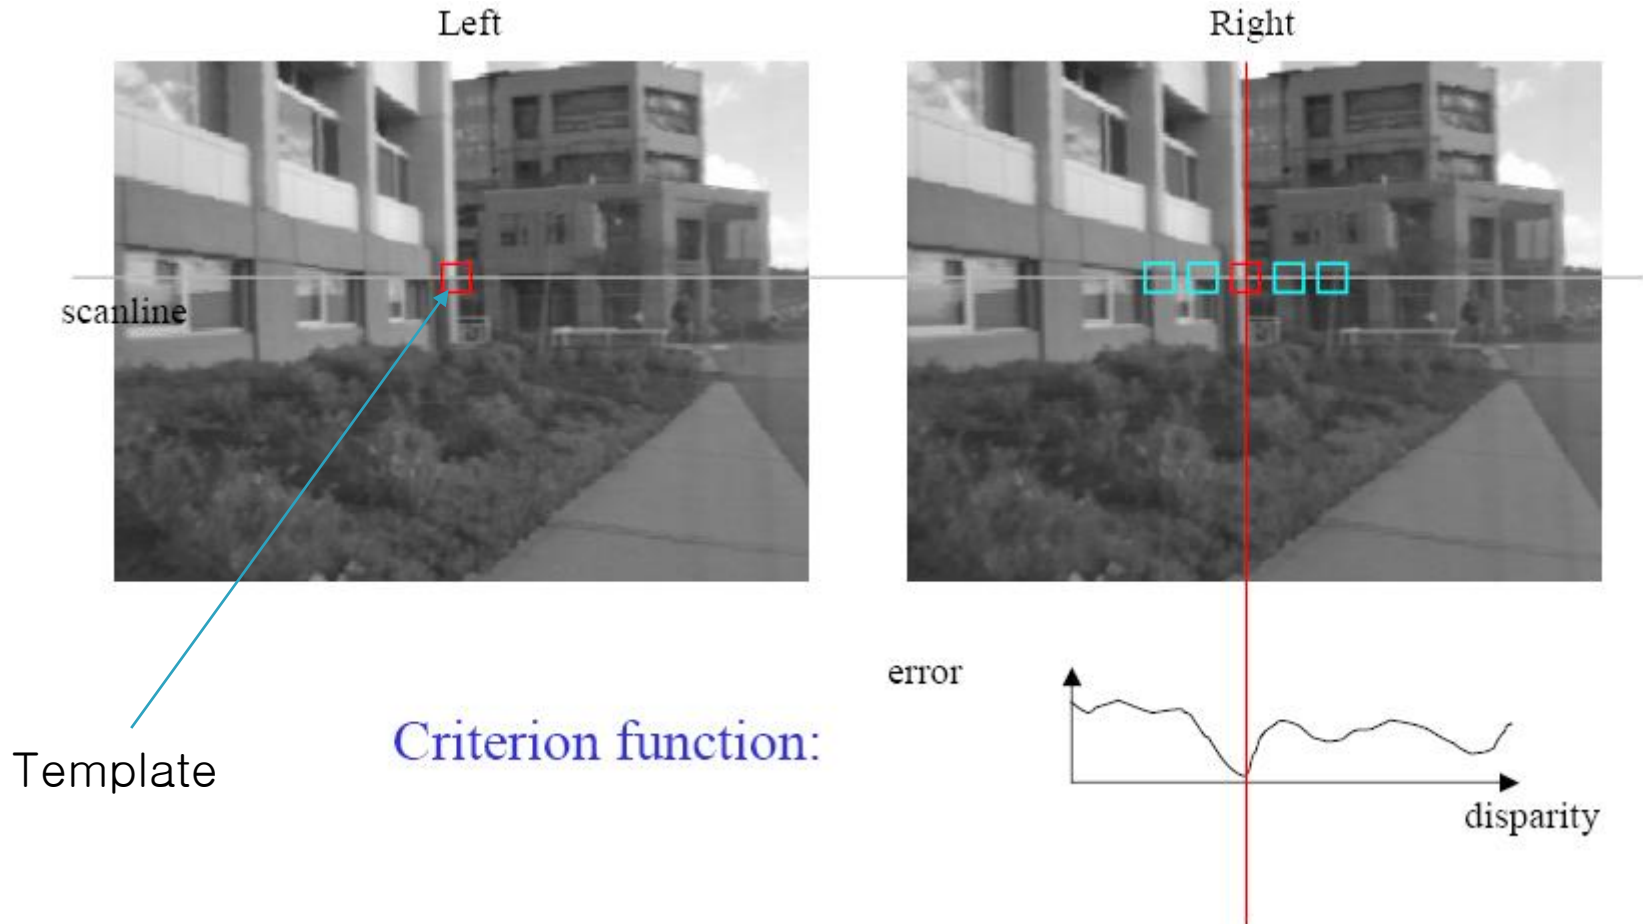 Left
Right
scanline
error
Criterion function:
Template
disparity